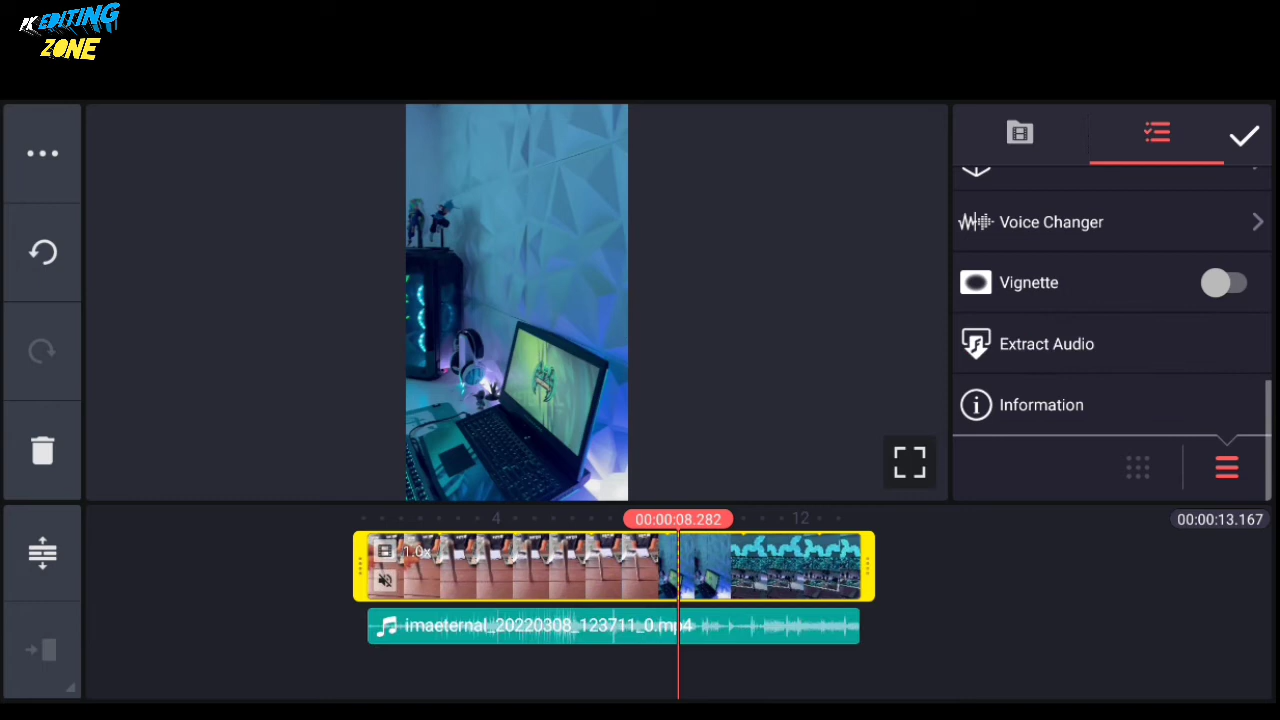 PK EDITING
ZONE
Voice Changer
Vignette
Extract Audio
Information
4
00:00:08.282
12
00:00:13.167
1.0x
imaeternal_20220308_123711_0.mp4